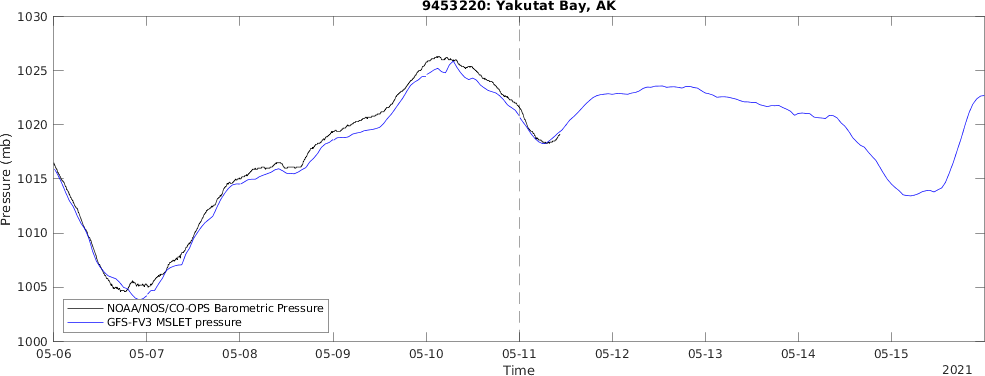 9453220: Yakutat Bay, AK
Pressure (mb)
1030
1025
1020
1015
1010
1005
1000
NOAA/NOS/CO-OPS Barometric Pressure
GFS-FV3 MSLET pressure
05-06 05-07 05-08 05-09 05-10 05-11 05-12 05-13 05-14 05-15
Time
2021